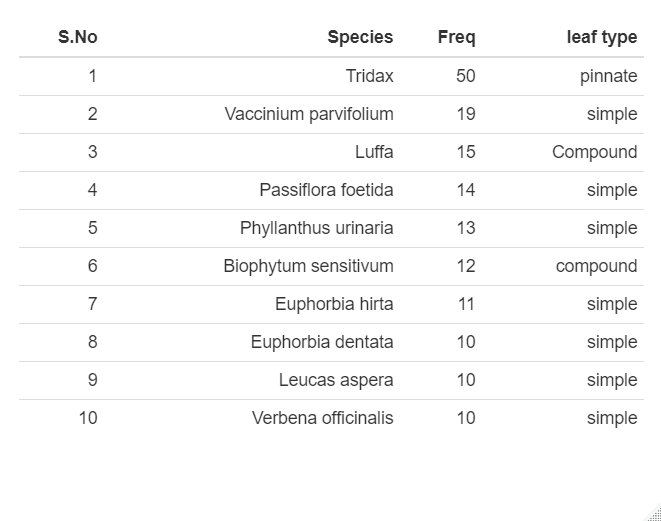 S.No Species Freq leaf type
1 Tridax 50 pinnate
2 Vaccinium parvifolium 19 simple
3 Luffa 15 Compound
4 Passiflora foetida 14 simple
5 Phyllanthus urinaria 13 simple
6 Biophytum sensitivum 12 compound
7 Euphorbia hirta 11 simple
8 Euphorbia dentata 10 simple
9 Leucas aspera 10 simple
10 Verbena officinalis 10 simple